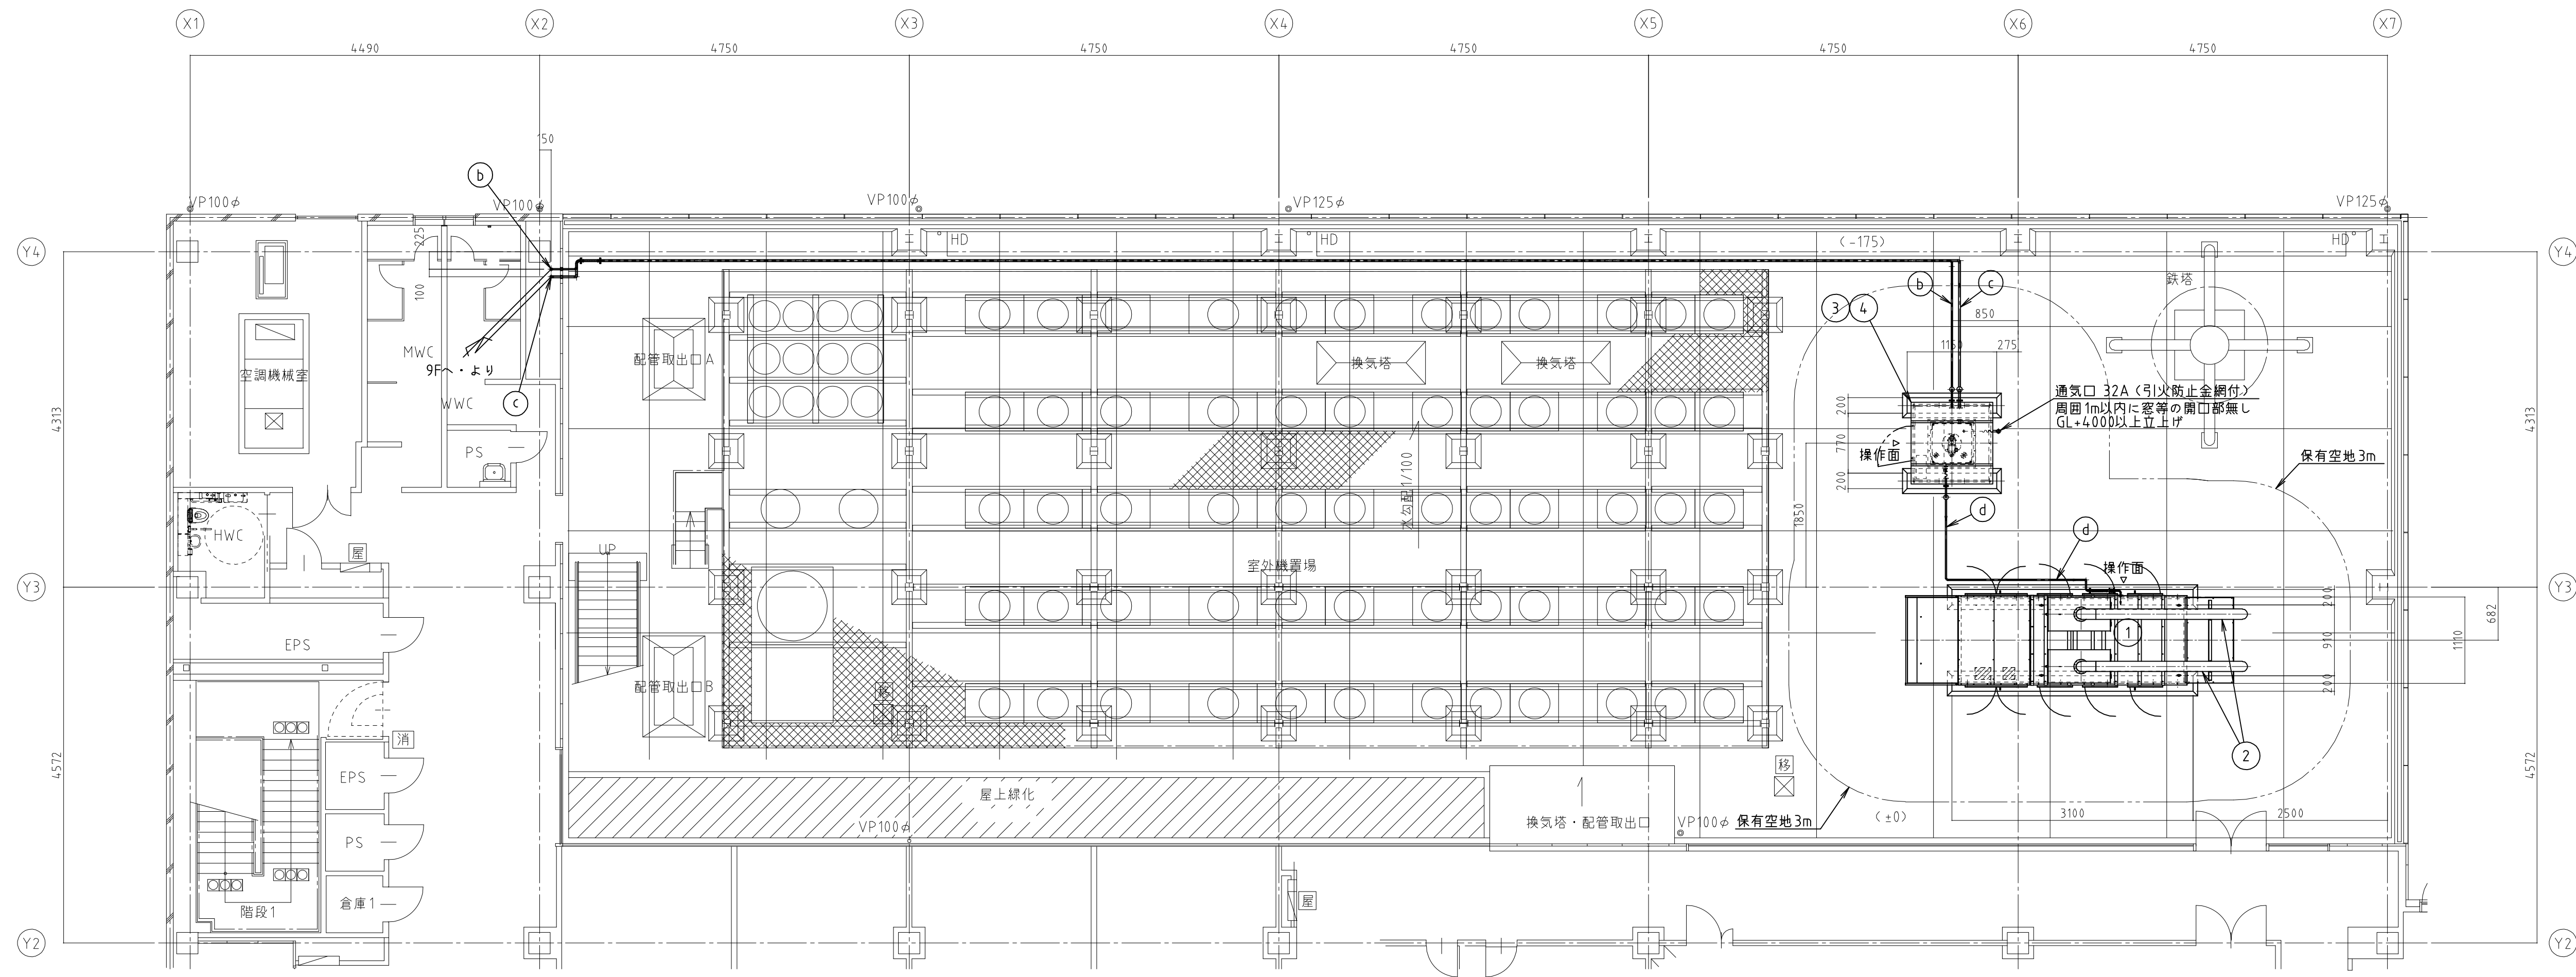 X1
X2
X3
X4
X5
X6
X7
4490
4750
4750
4750
4750
4750
150
b
VP100φ
VP100φ
VP100φ
VP125φ
VP125φ
Y4
225
HD
HD
(-175)
HD
Y4
100
鉄塔
b
c
3
4
850
1150
275
配管取出口A
換気塔
換気塔
MWC
9Fへ・より
空調機械室
通気口 32A (引火防止金網付)
周囲1m以内に窓等の開口部無し
GL+4000以上立上げ
WWC
c
200
4313
4313
PS
770
操作面
水勾配1/100
保有空地3m
200
1850
d
d
HWC
屋
UP
室外機置場
操作面
Y3
Y3
200
682
EPS
1
910
1110
配管取出口B
移
200
消
2
4572
4572
EPS
移
屋上緑化
3100
2500
PS
VP100φ
換気塔・配管取出口
VP100φ
保有空地3m
(±0)
倉庫1
階段1
屋
Y2
Y2